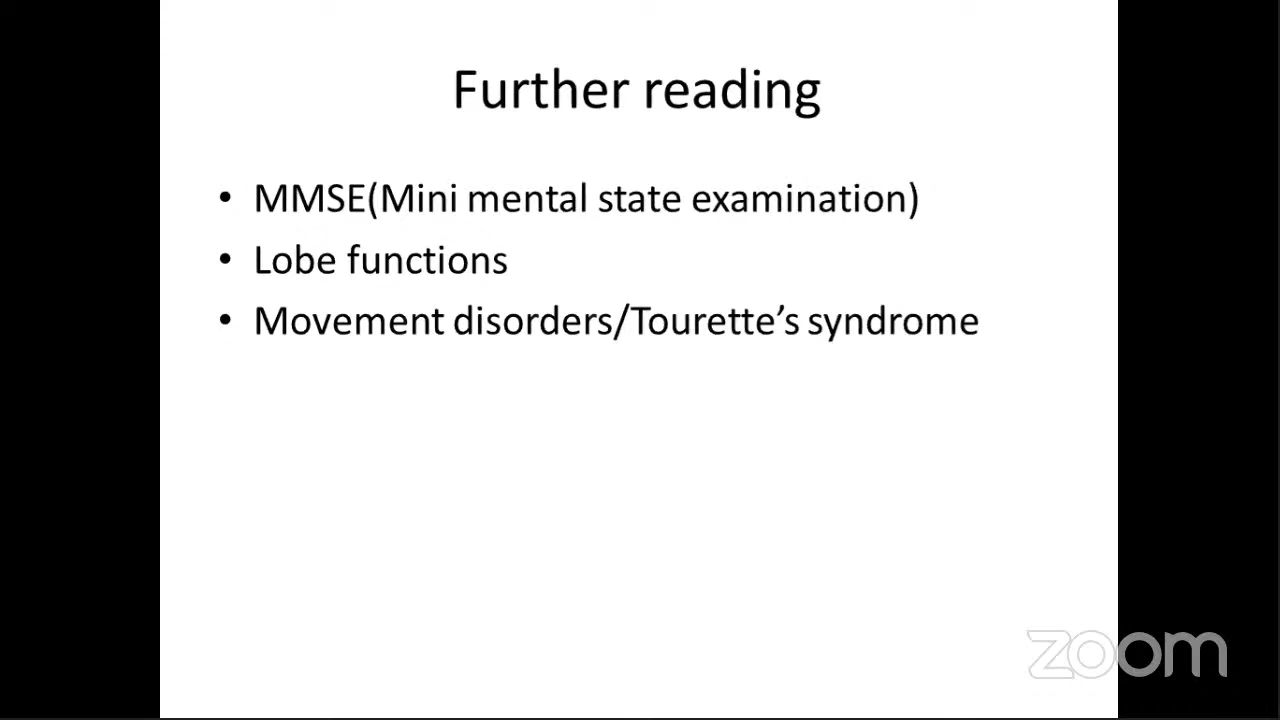 Further reading
• MMSE(Mini mental state examination)
• Lobe functions
• Movement disorders/Tourette's syndrome
zoom